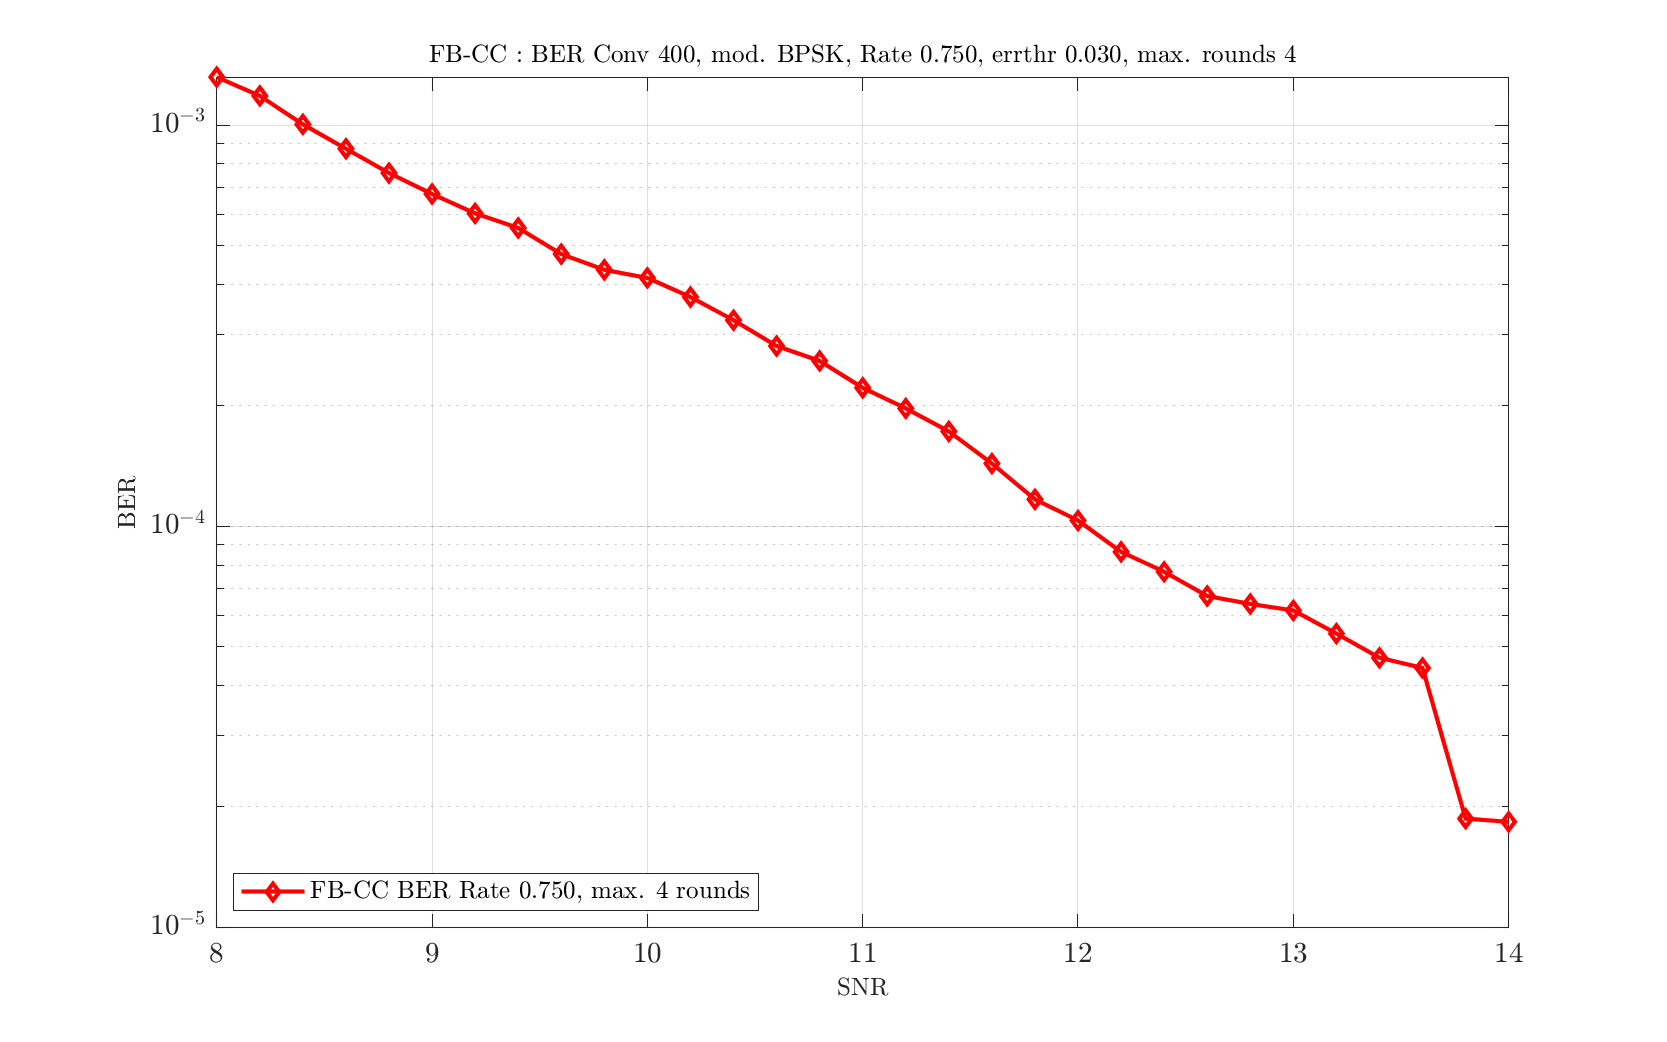 FB-CC : BER Conv 400, mod. BPSK, Rate 0.750, errthr 0.030, max. rounds 4
10^{-3}
10^{-4}
10^{-5}
BER
FB-CC BER Rate 0.750, max. 4 rounds
8 9 10 11 12 13 14
SNR